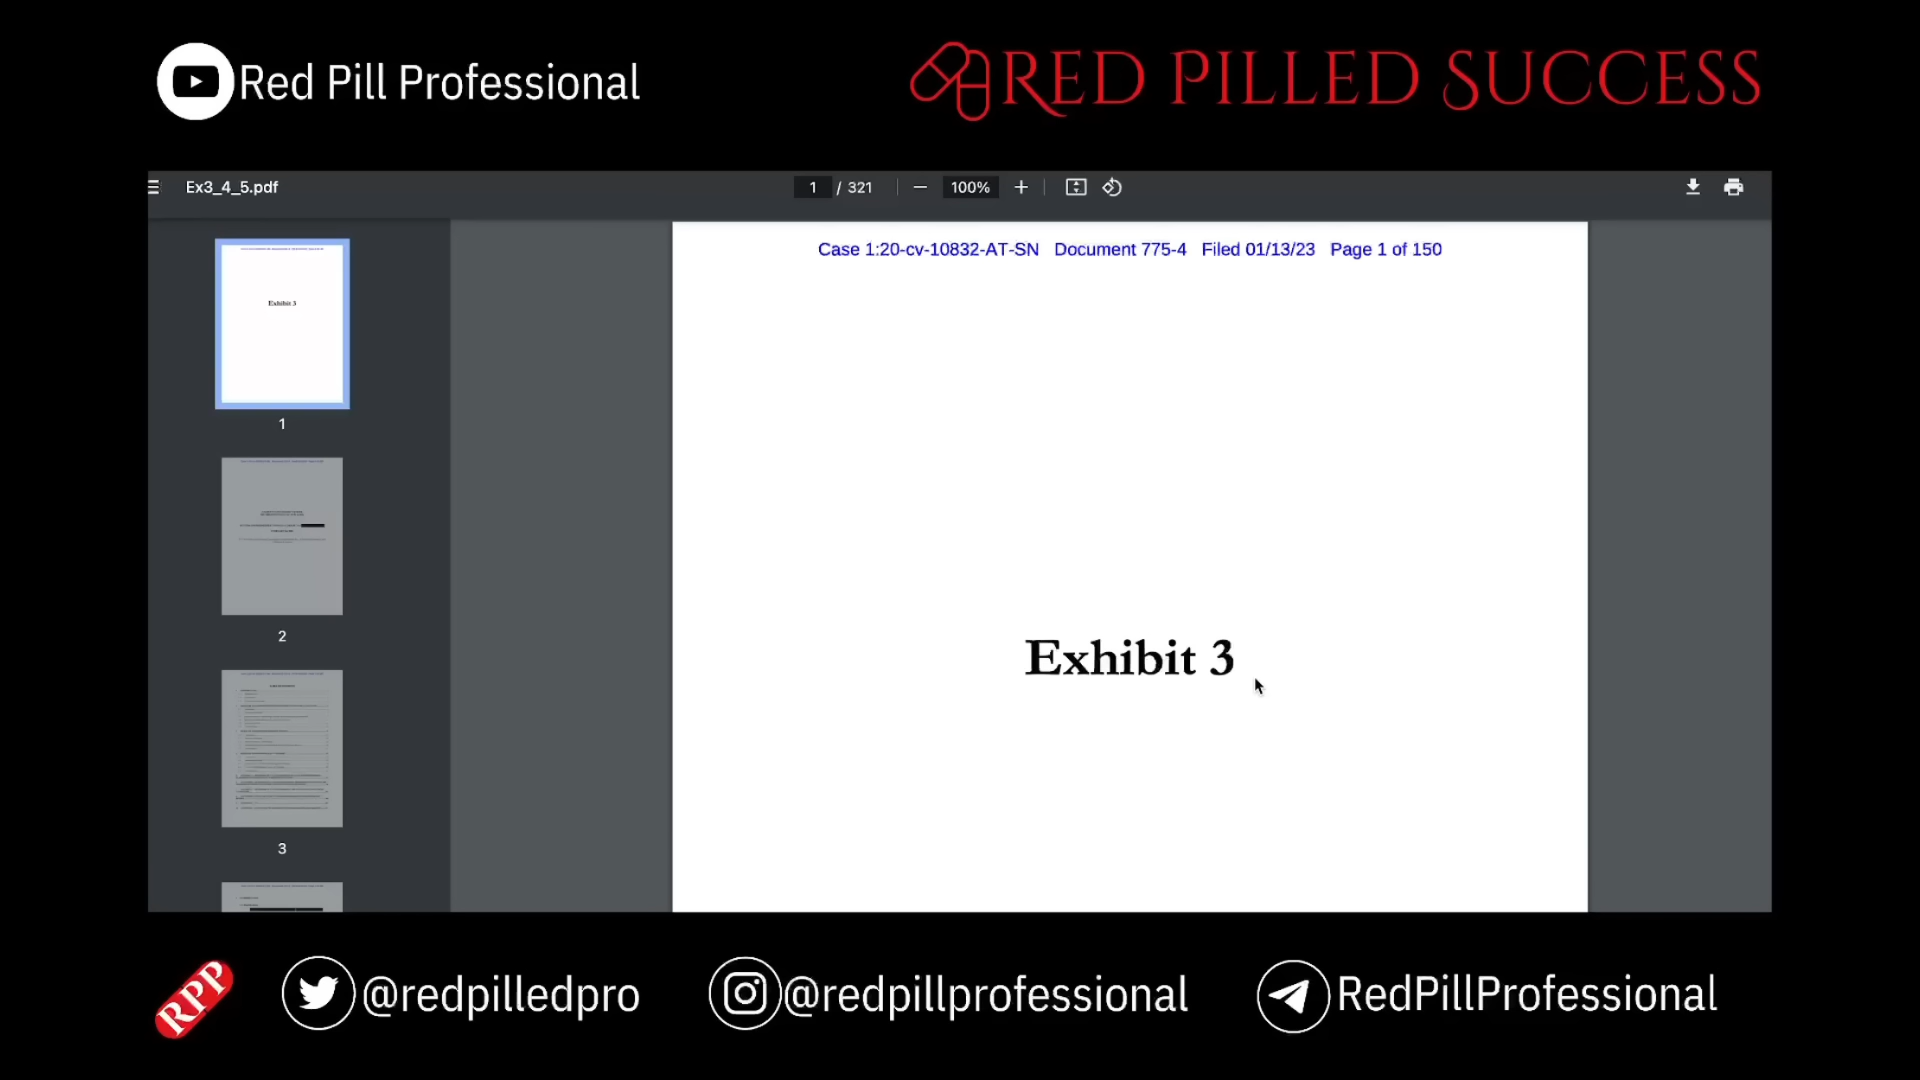 Red Pill Professional
RED PILLED SUCCESS
Ex3_4_5.pdf
1 / 321
100%
Case 1:20-cv-10832-AT-SN Document 775-4 Filed 01/13/23 Page 1 of 150
Exhibit 3
Exhibit 3
1
2
3
RPP
@redpilledpro
@redpillprofessional
RedPillProfessional